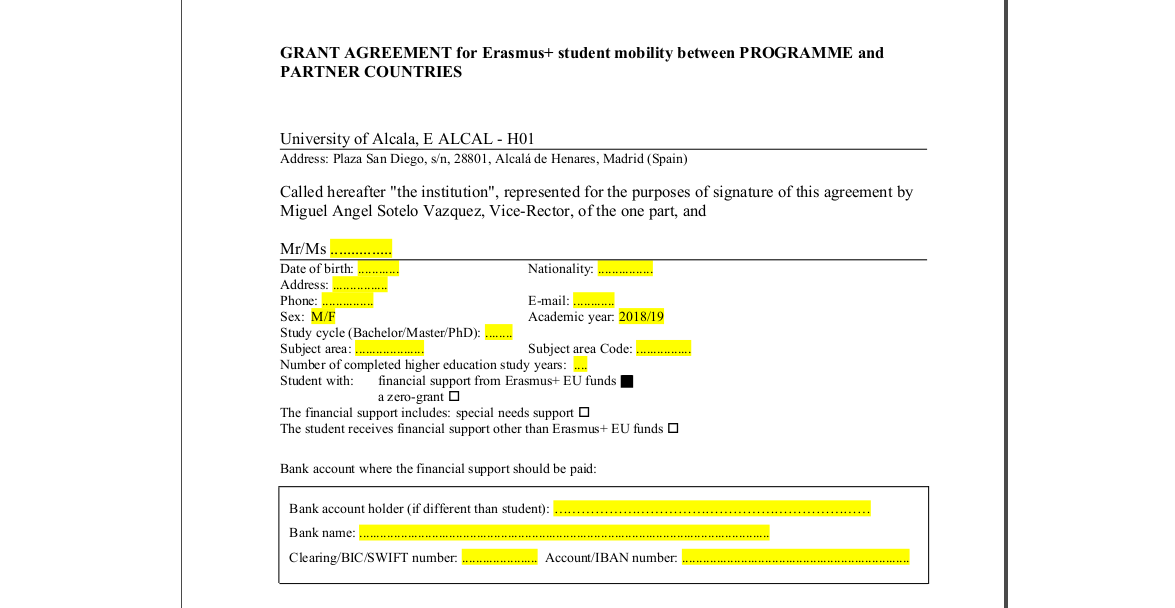 GRANT AGREEMENT for Erasmus+ student mobility between PROGRAMME and
PARTNER COUNTRIES
University of Alcala, E ALCAL - H01
Address: Plaza San Diego, s/n, 28801, Alcalá de Henares, Madrid (Spain)
Called hereafter "the institution", represented for the purposes of signature of this agreement by
Miguel Angel Sotelo Vazquez, Vice-Rector, of the one part, and
Mr/Ms ..............
Date of birth: ............ Nationality: ................
Address: ................
Phone: ............... E-mail: ............
Sex: M/F Academic year: 2018/19
Study cycle (Bachelor/Master/PhD): ........
Subject area: .................... Subject area Code: ................
Number of completed higher education study years: ....
Student with: financial support from Erasmus+ EU funds ■
a zero-grant ☐
The financial support includes: special needs support ☐
The student receives financial support other than Erasmus+ EU funds ☐
Bank account where the financial support should be paid:
Bank account holder (if different than student): ………………………………………………………………
Bank name: ........................................................................................................................
Clearing/BIC/SWIFT number: ...................... Account/IBAN number: ..................................................................